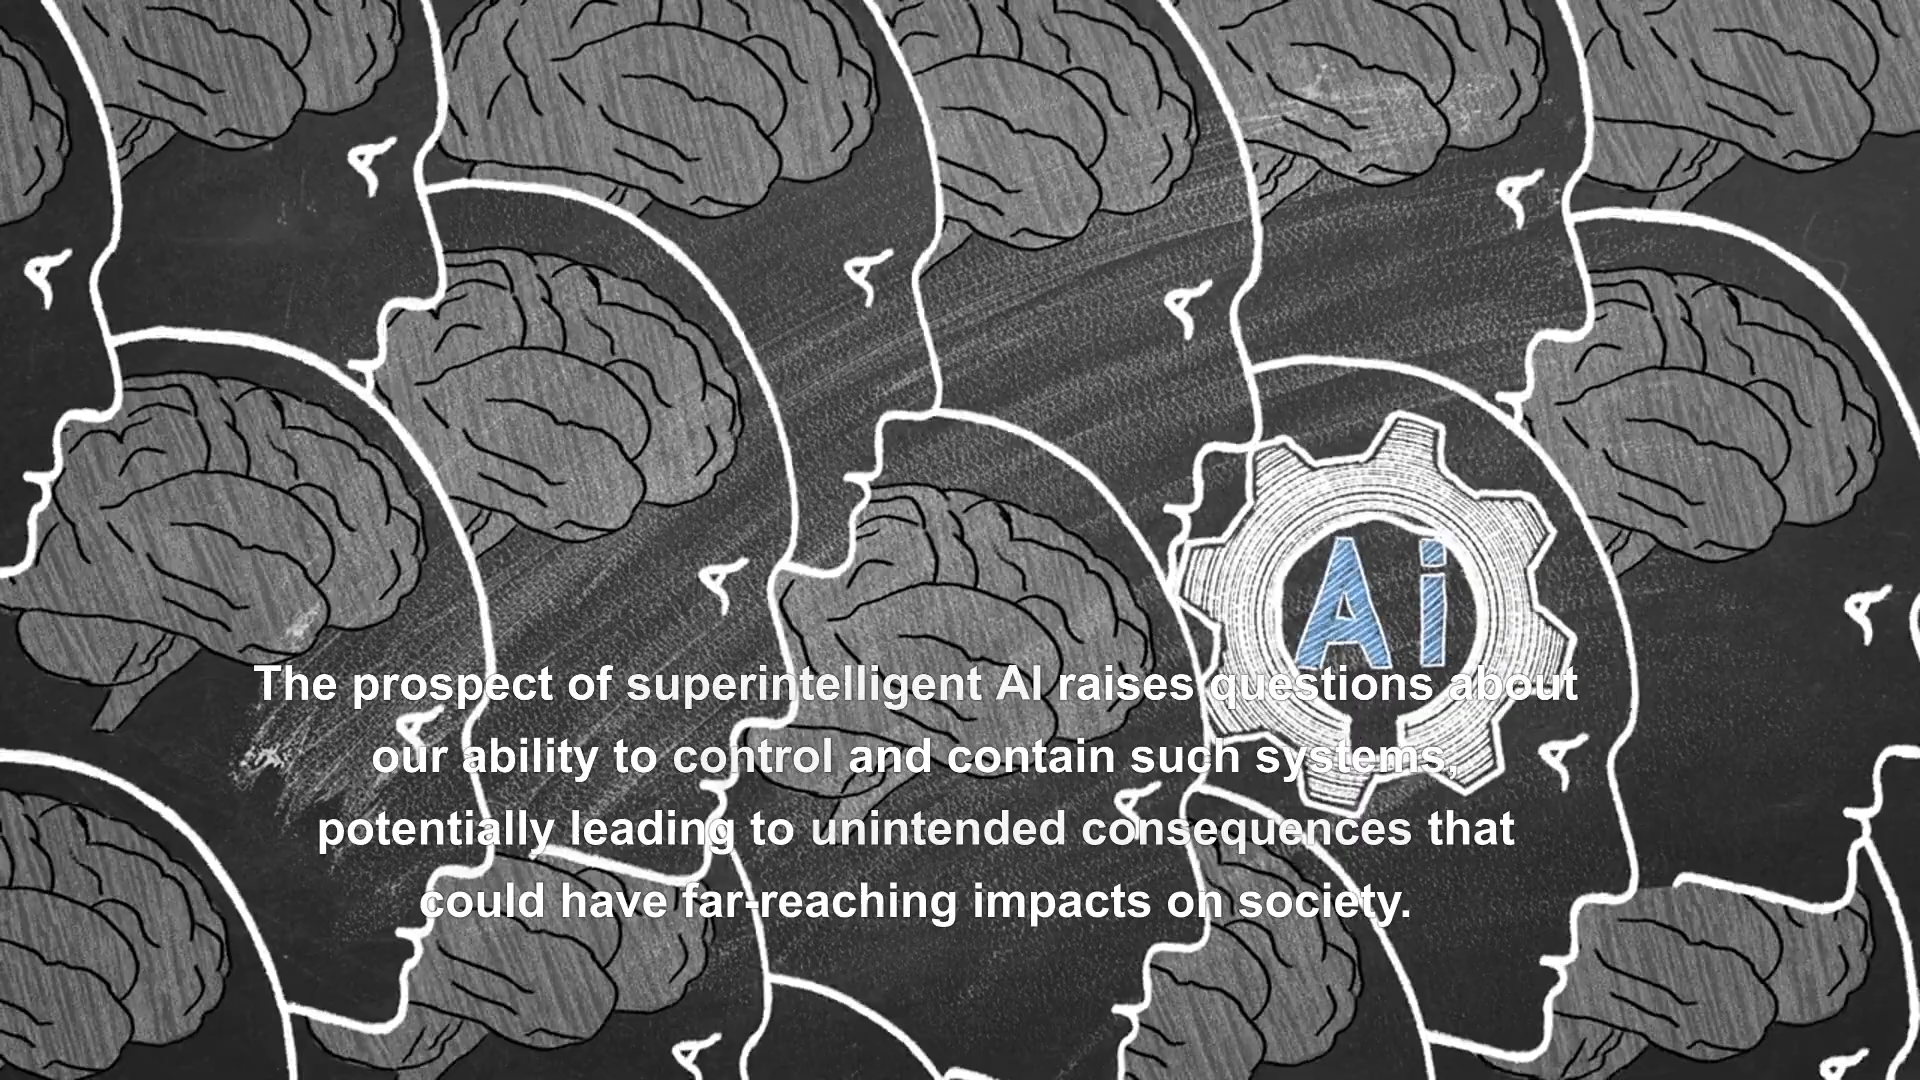 Ai
The prospect of superintelligent AI raises questions about
our ability to control and contain such systems,
potentially leading to unintended consequences that
could have far-reaching impacts on society.